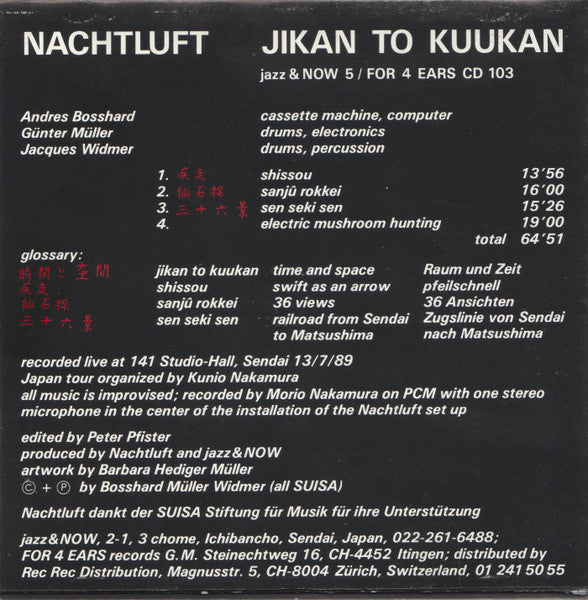 NACHTLUFT JIKAN TO KUUKAN
jazz & NOW 5 / FOR 4 EARS CD 103
Andres Bosshard cassette machine, computer
Günter Müller drums, electronics
Jacques Widmer drums, percussion
1. 疾走 shissou 13'56
2. 仙石線 sanjû rokkei 16'00
3. 三十六景 sen seki sen 15'26
4. electric mushroom hunting 19'00
total 64'51
glossary:
時間と空間 jikan to kuukan time and space Raum und Zeit
疾走、 shissou swift as an arrow pfeilschnell
仙石線 sanjû rokkei 36 views 36 Ansichten
三十六景 sen seki sen railroad from Sendai Zugslinie von Sendai
to Matsushima nach Matsushima
recorded live at 141 Studio-Hall, Sendai 13/7/89
Japan tour organized by Kunio Nakamura
all music is improvised; recorded by Morio Nakamura on PCM with one stereo
microphone in the center of the installation of the Nachtluft set up
edited by Peter Pfister
produced by Nachtluft and jazz & NOW
artwork by Barbara Hediger Müller
© + ℗ by Bosshard Müller Widmer (all SUISA)
Nachtluft dankt der SUISA Stiftung für Musik für ihre Unterstützung
jazz & NOW, 2-1, 3 chome, Ichibancho, Sendai, Japan, 022-261-6488;
FOR 4 EARS records G.M. Steinechtweg 16, CH-4452 Itingen; distributed by
Rec Rec Distribution, Magnusstr. 5, CH-8004 Zürich, Switzerland, 01 241 50 55